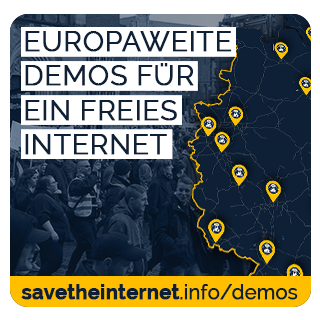 EUROPAWEITE
DEMOS FÜR
EIN FREIES
INTERNET
savetheinternet.info/demos